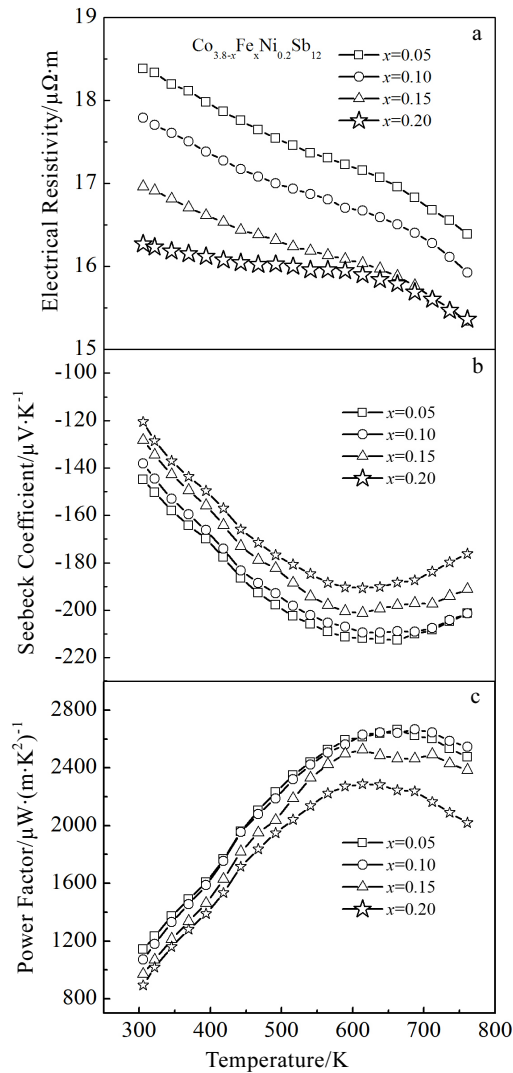 19
18
17
16
15
Electrical Resistivity/μΩ·m
a
Co3.8-xFexNi0.2Sb12
x=0.05
x=0.10
x=0.15
x=0.20
-100
-120
-140
-160
-180
-200
-220
Seebeck Coefficient/μV·K-1
b
x=0.05
x=0.10
x=0.15
x=0.20
2800
2400
2000
1600
1200
800
Power Factor/μW·(m·K2)-1
c
x=0.05
x=0.10
x=0.15
x=0.20
300 400 500 600 700 800
Temperature/K